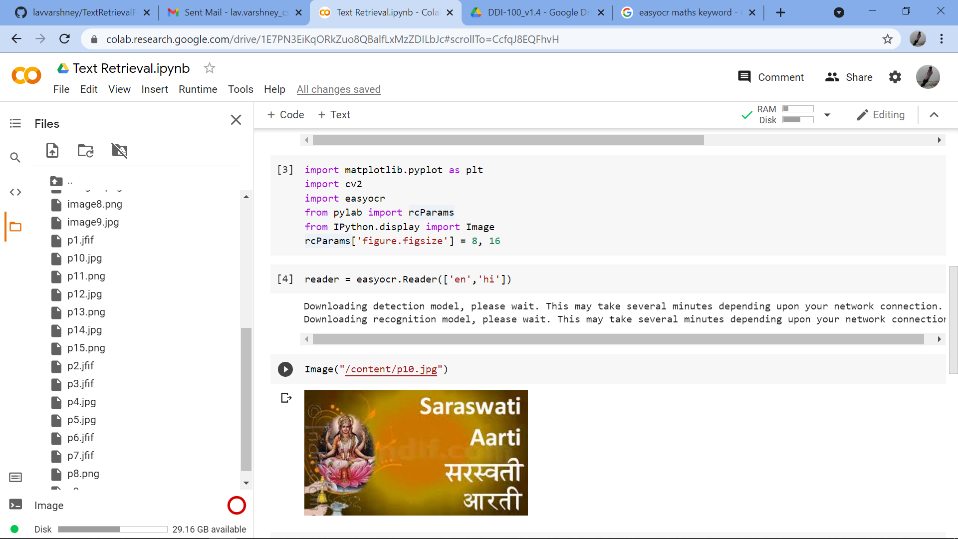 lavvarshney/TextRetrievalF
Sent Mail - lav.varshney_cs
Text Retrieval.ipynb - Colab
DDI-100_v1.4 - Google Dr
easyocr maths keyword - G
colab.research.google.com/drive/1E7PN3EiKqORkZuo8QBalfLxMzZDILbJc#scrollTo=CcfqJ8EQFhvH
Text Retrieval.ipynb
File Edit View Insert Runtime Tools Help All changes saved
Comment Share
+ Code + Text
RAM
Disk
Editing
Files
..
image8.png
image9.jpg
p1.jfif
p10.jpg
p11.png
p12.jpg
p13.png
p14.jpg
p15.png
p2.jfif
p3.jfif
p4.jpg
p5.jpg
p6.jfif
p7.jfif
p8.png
Image
Disk 29.16 GB available
[3] import matplotlib.pyplot as plt
import cv2
import easyocr
from pylab import rcParams
from IPython.display import Image
rcParams['figure.figsize'] = 8, 16
[4] reader = easyocr.Reader(['en','hi'])
Downloading detection model, please wait. This may take several minutes depending upon your network connection.
Downloading recognition model, please wait. This may take several minutes depending upon your network connection
Image("/content/p10.jpg")
Saraswati
Aarti
सरस्वती
आरती